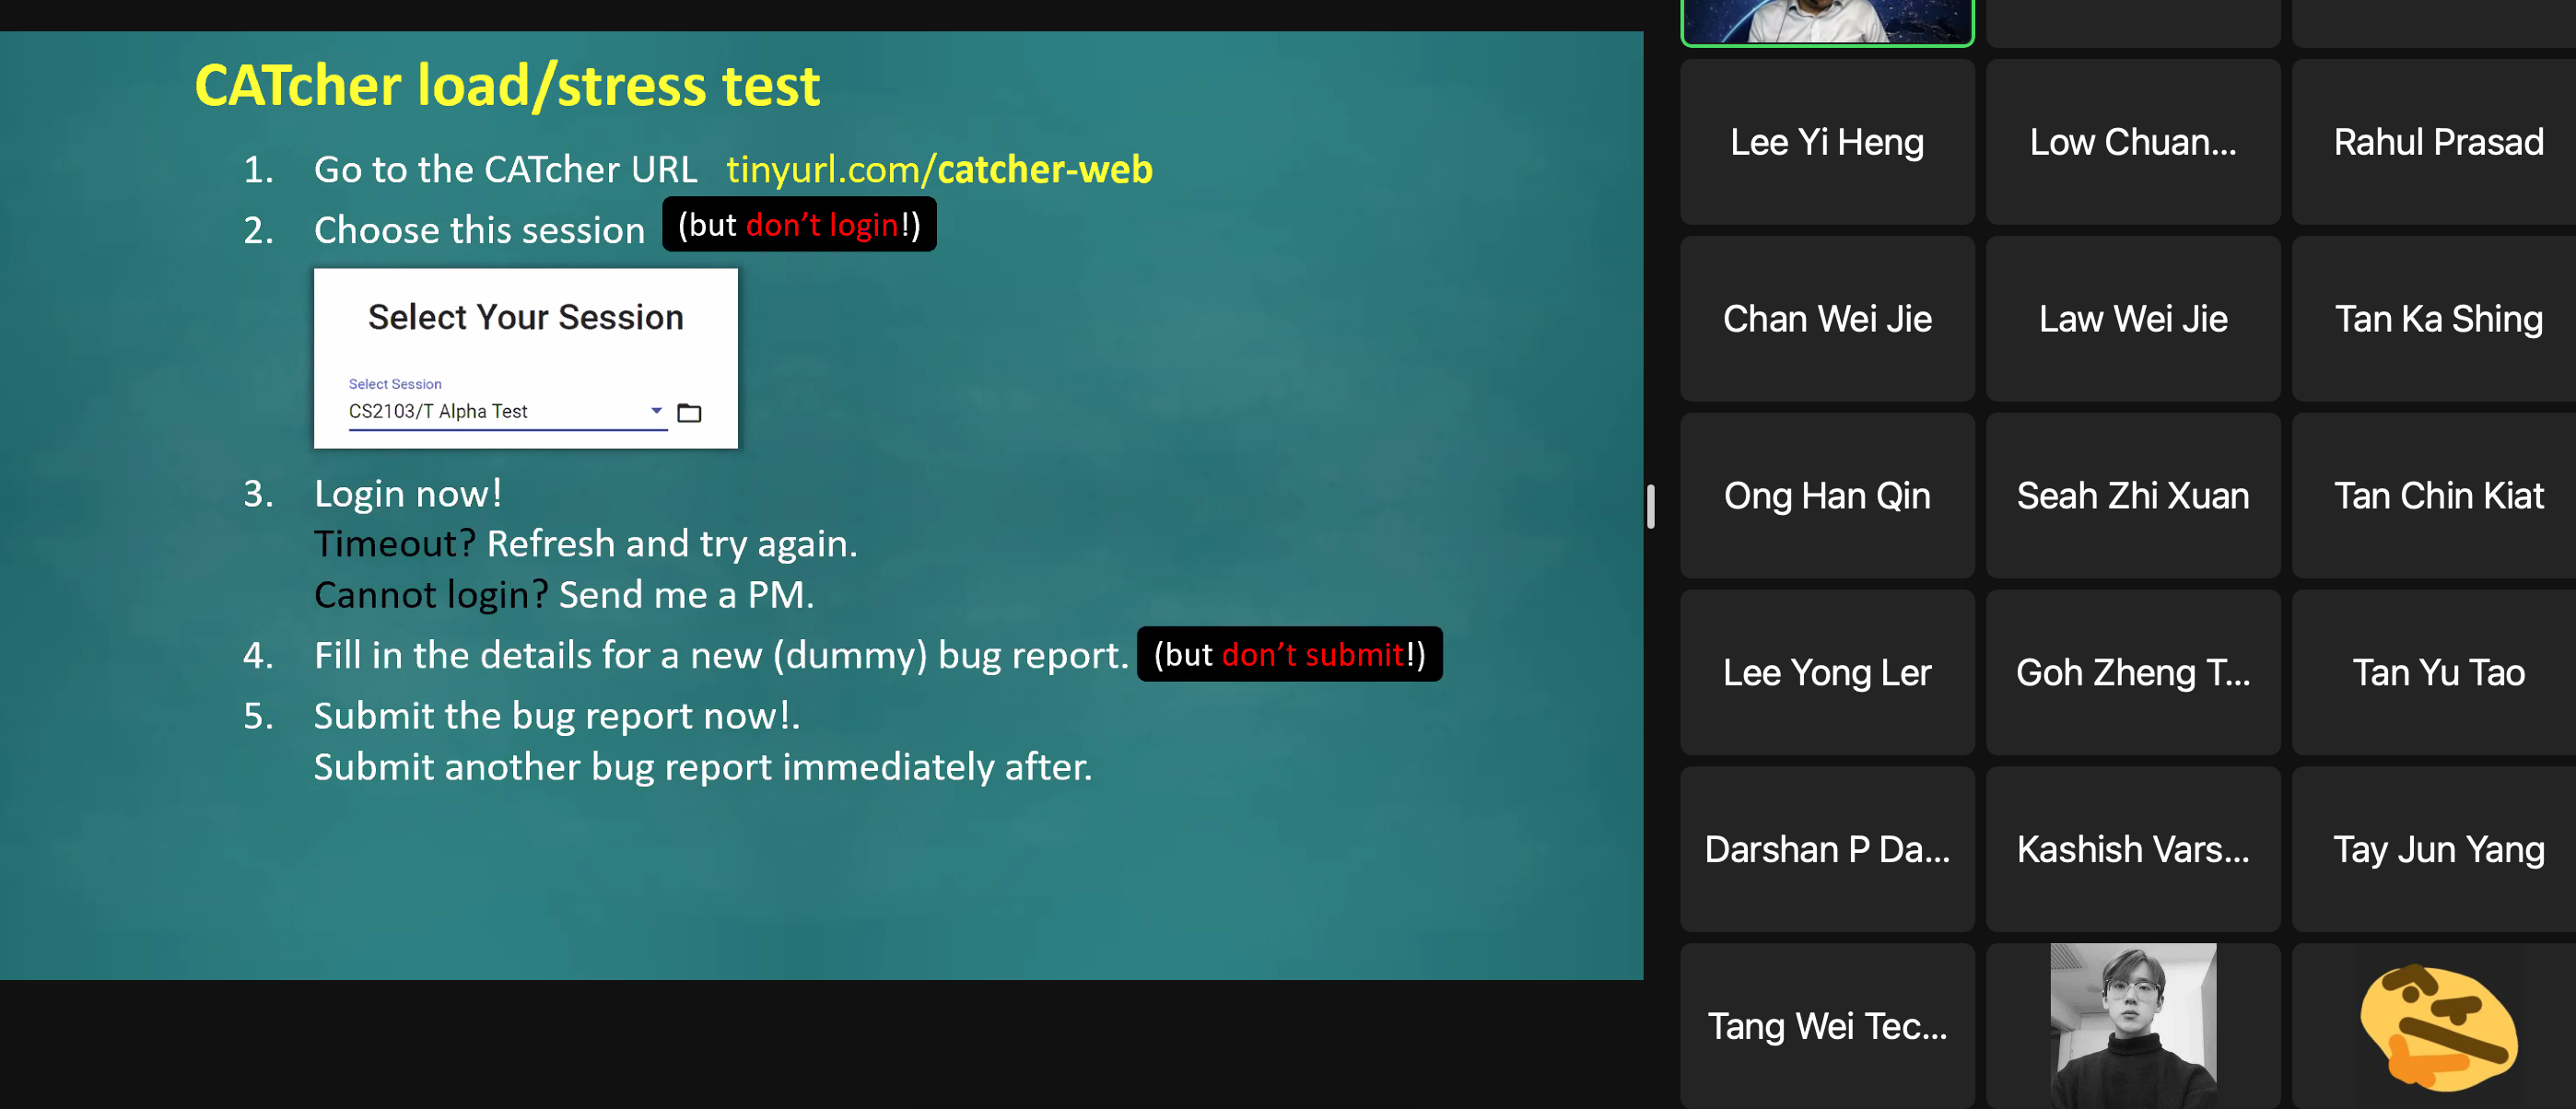 CATcher load/stress test
1. Go to the CATcher URL tinyurl.com/catcher-web
2. Choose this session (but don't login!)
Select Your Session
Select Session
CS2103/T Alpha Test
3. Login now!
Timeout? Refresh and try again.
Cannot login? Send me a PM.
4. Fill in the details for a new (dummy) bug report. (but don't submit!)
5. Submit the bug report now!.
Submit another bug report immediately after.
Lee Yi Heng
Low Chuan...
Rahul Prasad
Chan Wei Jie
Law Wei Jie
Tan Ka Shing
Ong Han Qin
Seah Zhi Xuan
Tan Chin Kiat
Lee Yong Ler
Goh Zheng T...
Tan Yu Tao
Darshan P Da...
Kashish Vars...
Tay Jun Yang
Tang Wei Tec...